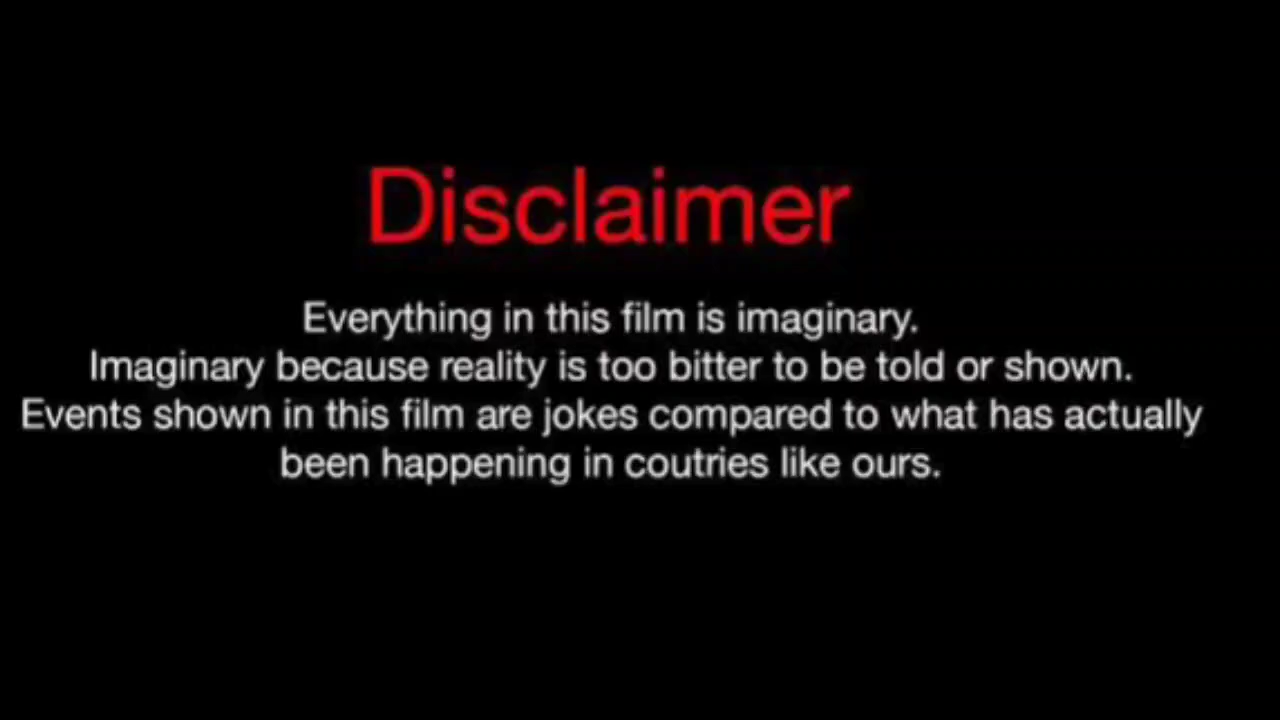 Disclaimer
Everything in this film is imaginary.
Imaginary because reality is too bitter to be told or shown.
Events shown in this film are jokes compared to what has actually
been happening in coutries like ours.